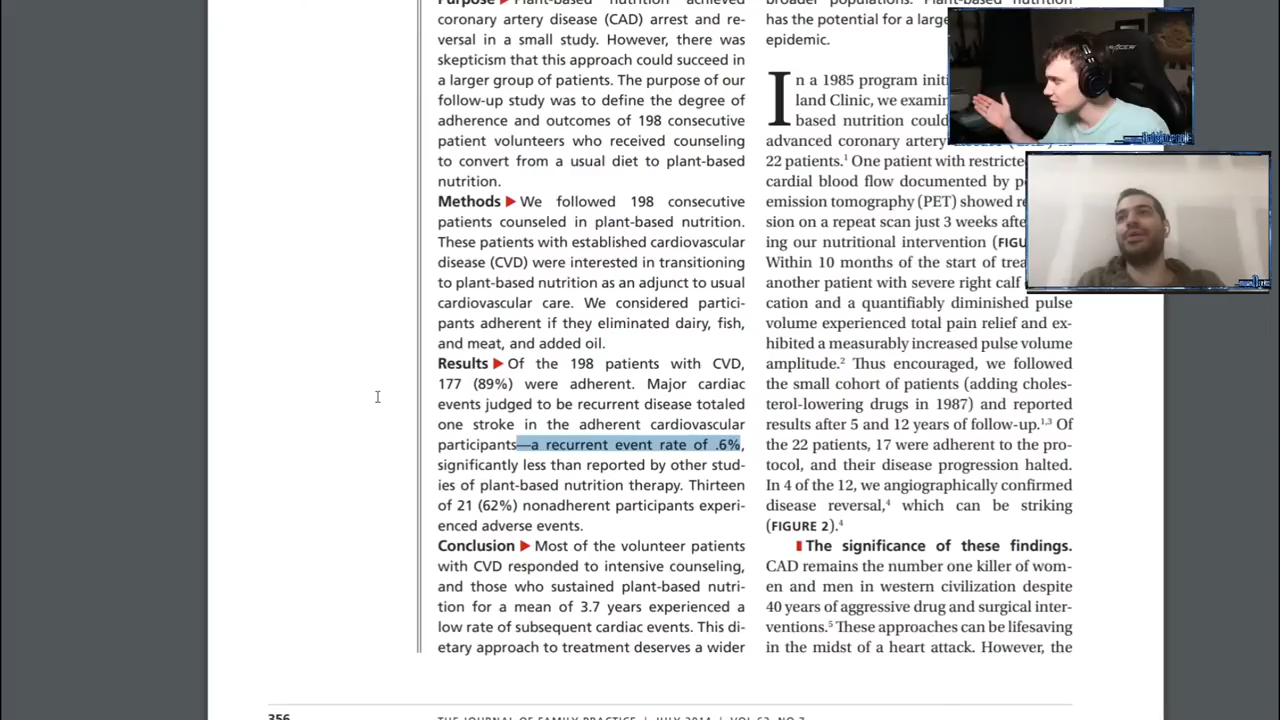 Purpose ▶ Plant-based nutrition achieved
coronary artery disease (CAD) arrest and re-
versal in a small study. However, there was
skepticism that this approach could succeed in
a larger group of patients. The purpose of our
follow-up study was to define the degree of
adherence and outcomes of 198 consecutive
patient volunteers who received counseling
to convert from a usual diet to plant-based
nutrition.
Methods ▶ We followed 198 consecutive
patients counseled in plant-based nutrition.
These patients with established cardiovascular
disease (CVD) were interested in transitioning
to plant-based nutrition as an adjunct to usual
cardiovascular care. We considered partici-
pants adherent if they eliminated dairy, fish,
and meat, and added oil.
Results ▶ Of the 198 patients with CVD,
177 (89%) were adherent. Major cardiac
events judged to be recurrent disease totaled
one stroke in the adherent cardiovascular
participants—a recurrent event rate of .6%,
significantly less than reported by other stud-
ies of plant-based nutrition therapy. Thirteen
of 21 (62%) nonadherent participants experi-
enced adverse events.
Conclusion ▶ Most of the volunteer patients
with CVD responded to intensive counseling,
and those who sustained plant-based nutri-
tion for a mean of 3.7 years experienced a
low rate of subsequent cardiac events. This di-
etary approach to treatment deserves a wider
broader populations. Plant-based nutrition
has the potential for a large
epidemic.
In a 1985 program initi
land Clinic, we examin
based nutrition could
advanced coronary artery
22 patients.¹ One patient with restricte
cardial blood flow documented by p
emission tomography (PET) showed re
sion on a repeat scan just 3 weeks afte
ing our nutritional intervention (FIGU
Within 10 months of the start of trea
another patient with severe right calf
cation and a quantifiably diminished pulse
volume experienced total pain relief and ex-
hibited a measurably increased pulse volume
amplitude.² Thus encouraged, we followed
the small cohort of patients (adding choles-
terol-lowering drugs in 1987) and reported
results after 5 and 12 years of follow-up.¹,³ Of
the 22 patients, 17 were adherent to the pro-
tocol, and their disease progression halted.
In 4 of the 12, we angiographically confirmed
disease reversal,⁴ which can be striking
(FIGURE 2).⁴
The significance of these findings.
CAD remains the number one killer of wom-
en and men in western civilization despite
40 years of aggressive drug and surgical inter-
ventions.⁵ These approaches can be lifesaving
in the midst of a heart attack. However, the
356 THE JOURNAL OF FAMILY PRACTICE | JULY 2014 | VOL 63, NO 7